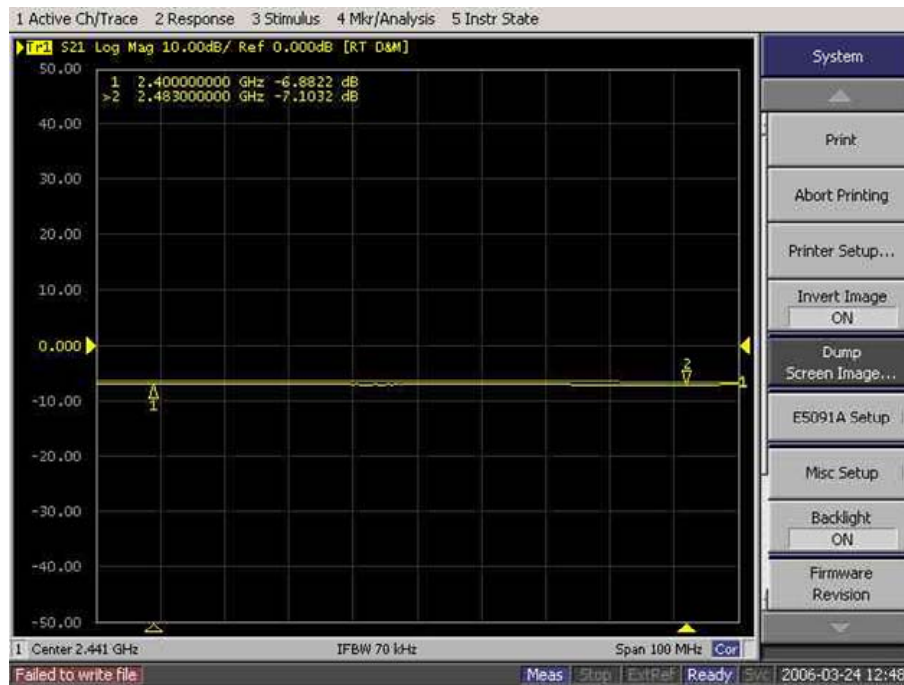 1 Active Ch/Trace 2 Response 3 Stimulus 4 Mkr/Analysis 5 Instr State
Tr1 S21 Log Mag 10.00dB/ Ref 0.000dB [RT D&M]
50.00
1 2.400000000 GHz -6.8822 dB
>2 2.483000000 GHz -7.1032 dB
40.00
30.00
20.00
10.00
0.000
2
1
1
-10.00
-20.00
-30.00
-40.00
-50.00
1 Center 2.441 GHz IFBW 70 kHz Span 100 MHz Cor
Failed to write file Meas Stop ExtRef Ready Svc 2006-03-24 12:48
System
Print
Abort Printing
Printer Setup...
Invert Image
ON
Dump
Screen Image...
E5091A Setup
Misc Setup
Backlight
ON
Firmware
Revision